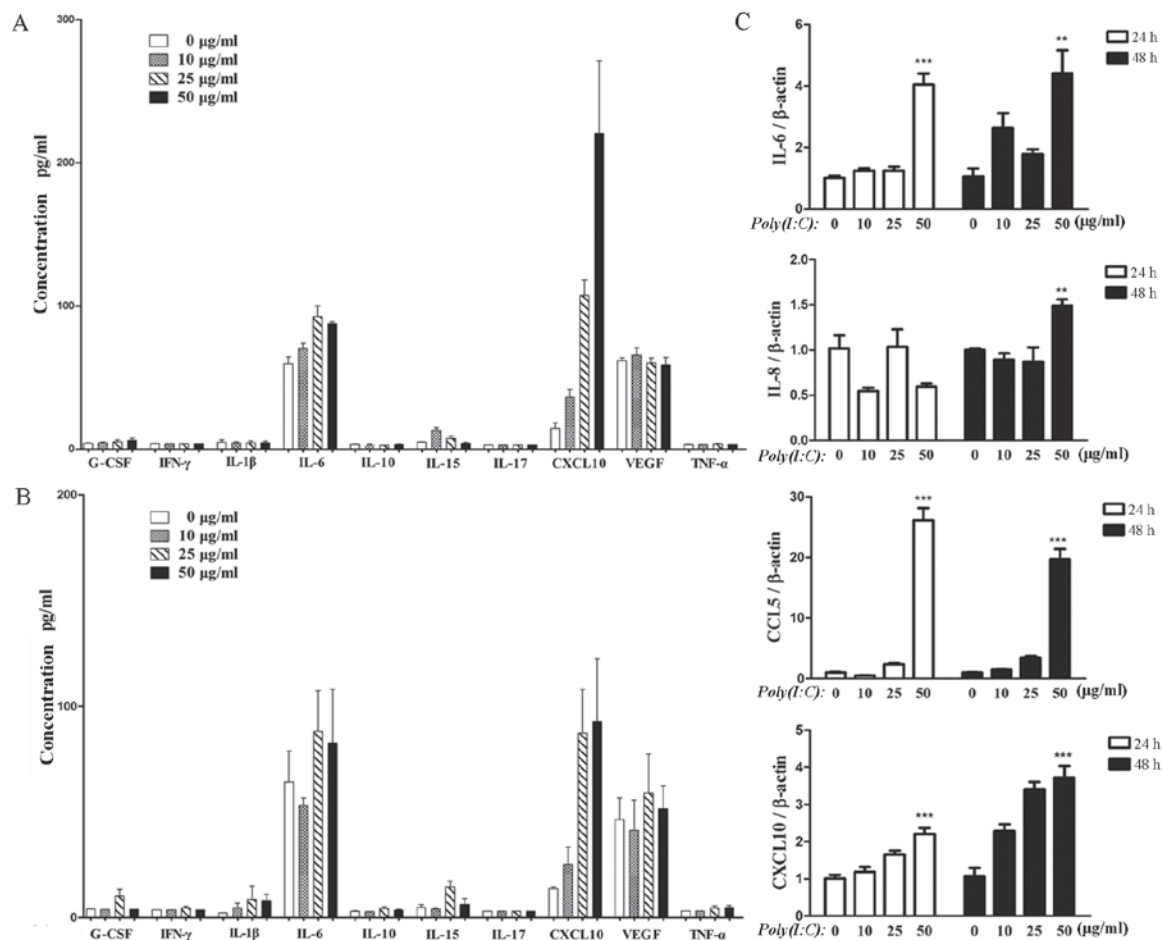 A
300
200
100
0
Concentration pg/ml
0 µg/ml
10 µg/ml
25 µg/ml
50 µg/ml
G-CSF IFN-γ IL-1β IL-6 IL-10 IL-15 IL-17 CXCL10 VEGF TNF-α
B
200
100
0
Concentration pg/ml
0 µg/ml
10 µg/ml
25 µg/ml
50 µg/ml
G-CSF IFN-γ IL-1β IL-6 IL-10 IL-15 IL-17 CXCL10 VEGF TNF-α
C
6
4
2
0
IL-6 / β-actin
*** **
24 h
48 h
Poly(I:C): 0 10 25 50 0 10 25 50 (µg/ml)
2.0
1.5
1.0
0.5
0.0
IL-8 / β-actin
**
24 h
48 h
Poly(I:C): 0 10 25 50 0 10 25 50 (µg/ml)
30
20
10
0
CCL5 / β-actin
*** ***
24 h
48 h
Poly(I:C): 0 10 25 50 0 10 25 50 (µg/ml)
5
4
3
2
1
0
CXCL10 / β-actin
*** ***
24 h
48 h
Poly(I:C): 0 10 25 50 0 10 25 50 (µg/ml)